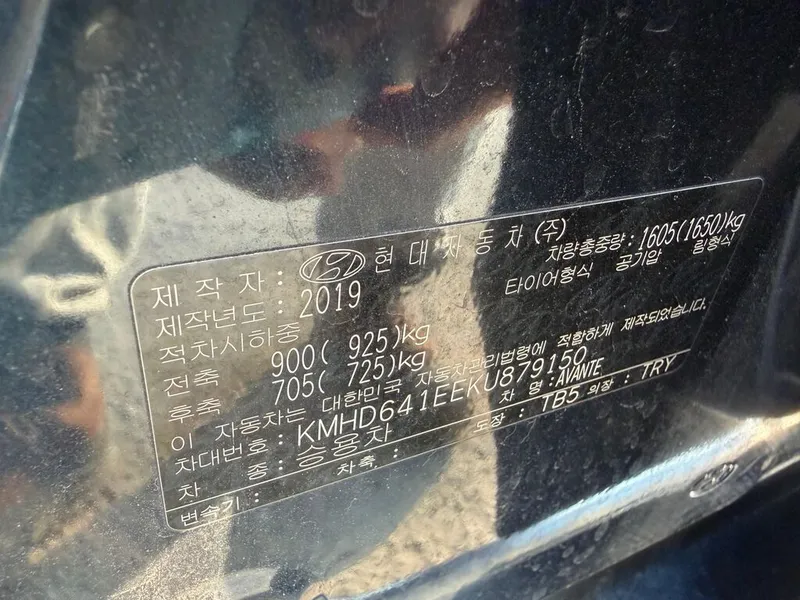 제 작 자 : 현 대 자 동 차 (주)
제작년도 : 2019 차량총중량 : 1605(1650)kg
적차시하중 타이어형식 공기압 림형식
전축 900( 925)kg
후축 705( 725)kg
이 자동차는 대한민국 자동차관리법령에 적합하게 제작되었습니다.
차대번호 : KMHD641EEKU879150
차 종 : 승용차 차 명 : AVANTE
변속기 : 차축 : 도장 : TB5 외장 : TRY